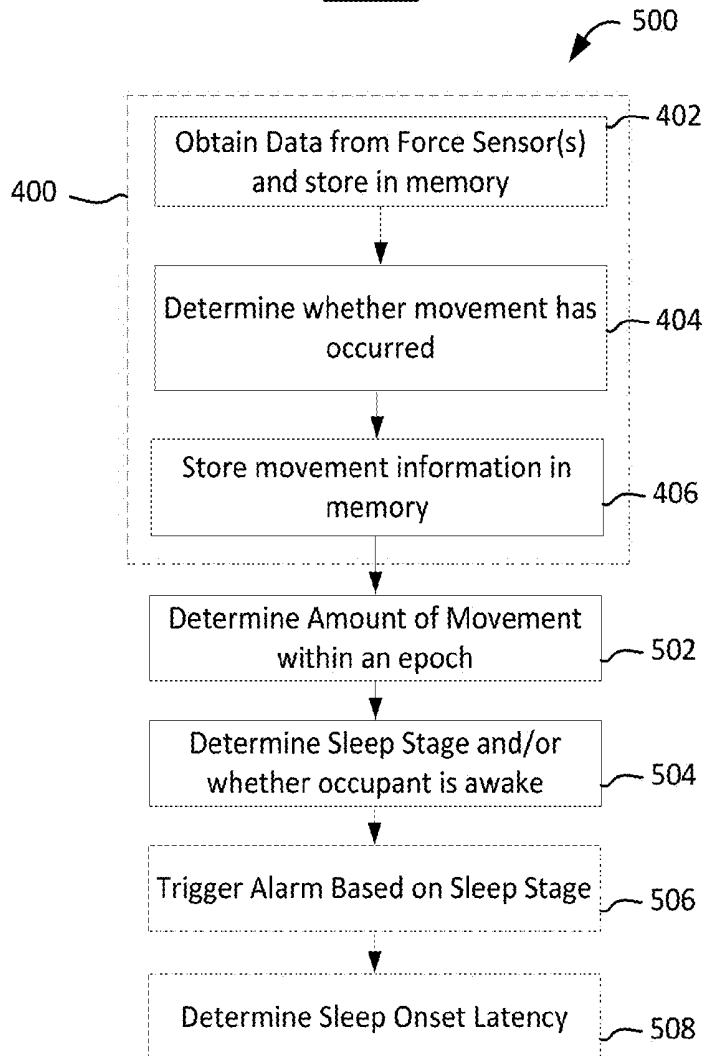 500
402
Obtain Data from Force Sensor(s)
and store in memory
400
Determine whether movement has
occurred
404
Store movement information in
memory
406
Determine Amount of Movement
within an epoch
502
Determine Sleep Stage and/or
whether occupant is awake
504
Trigger Alarm Based on Sleep Stage
506
Determine Sleep Onset Latency
508